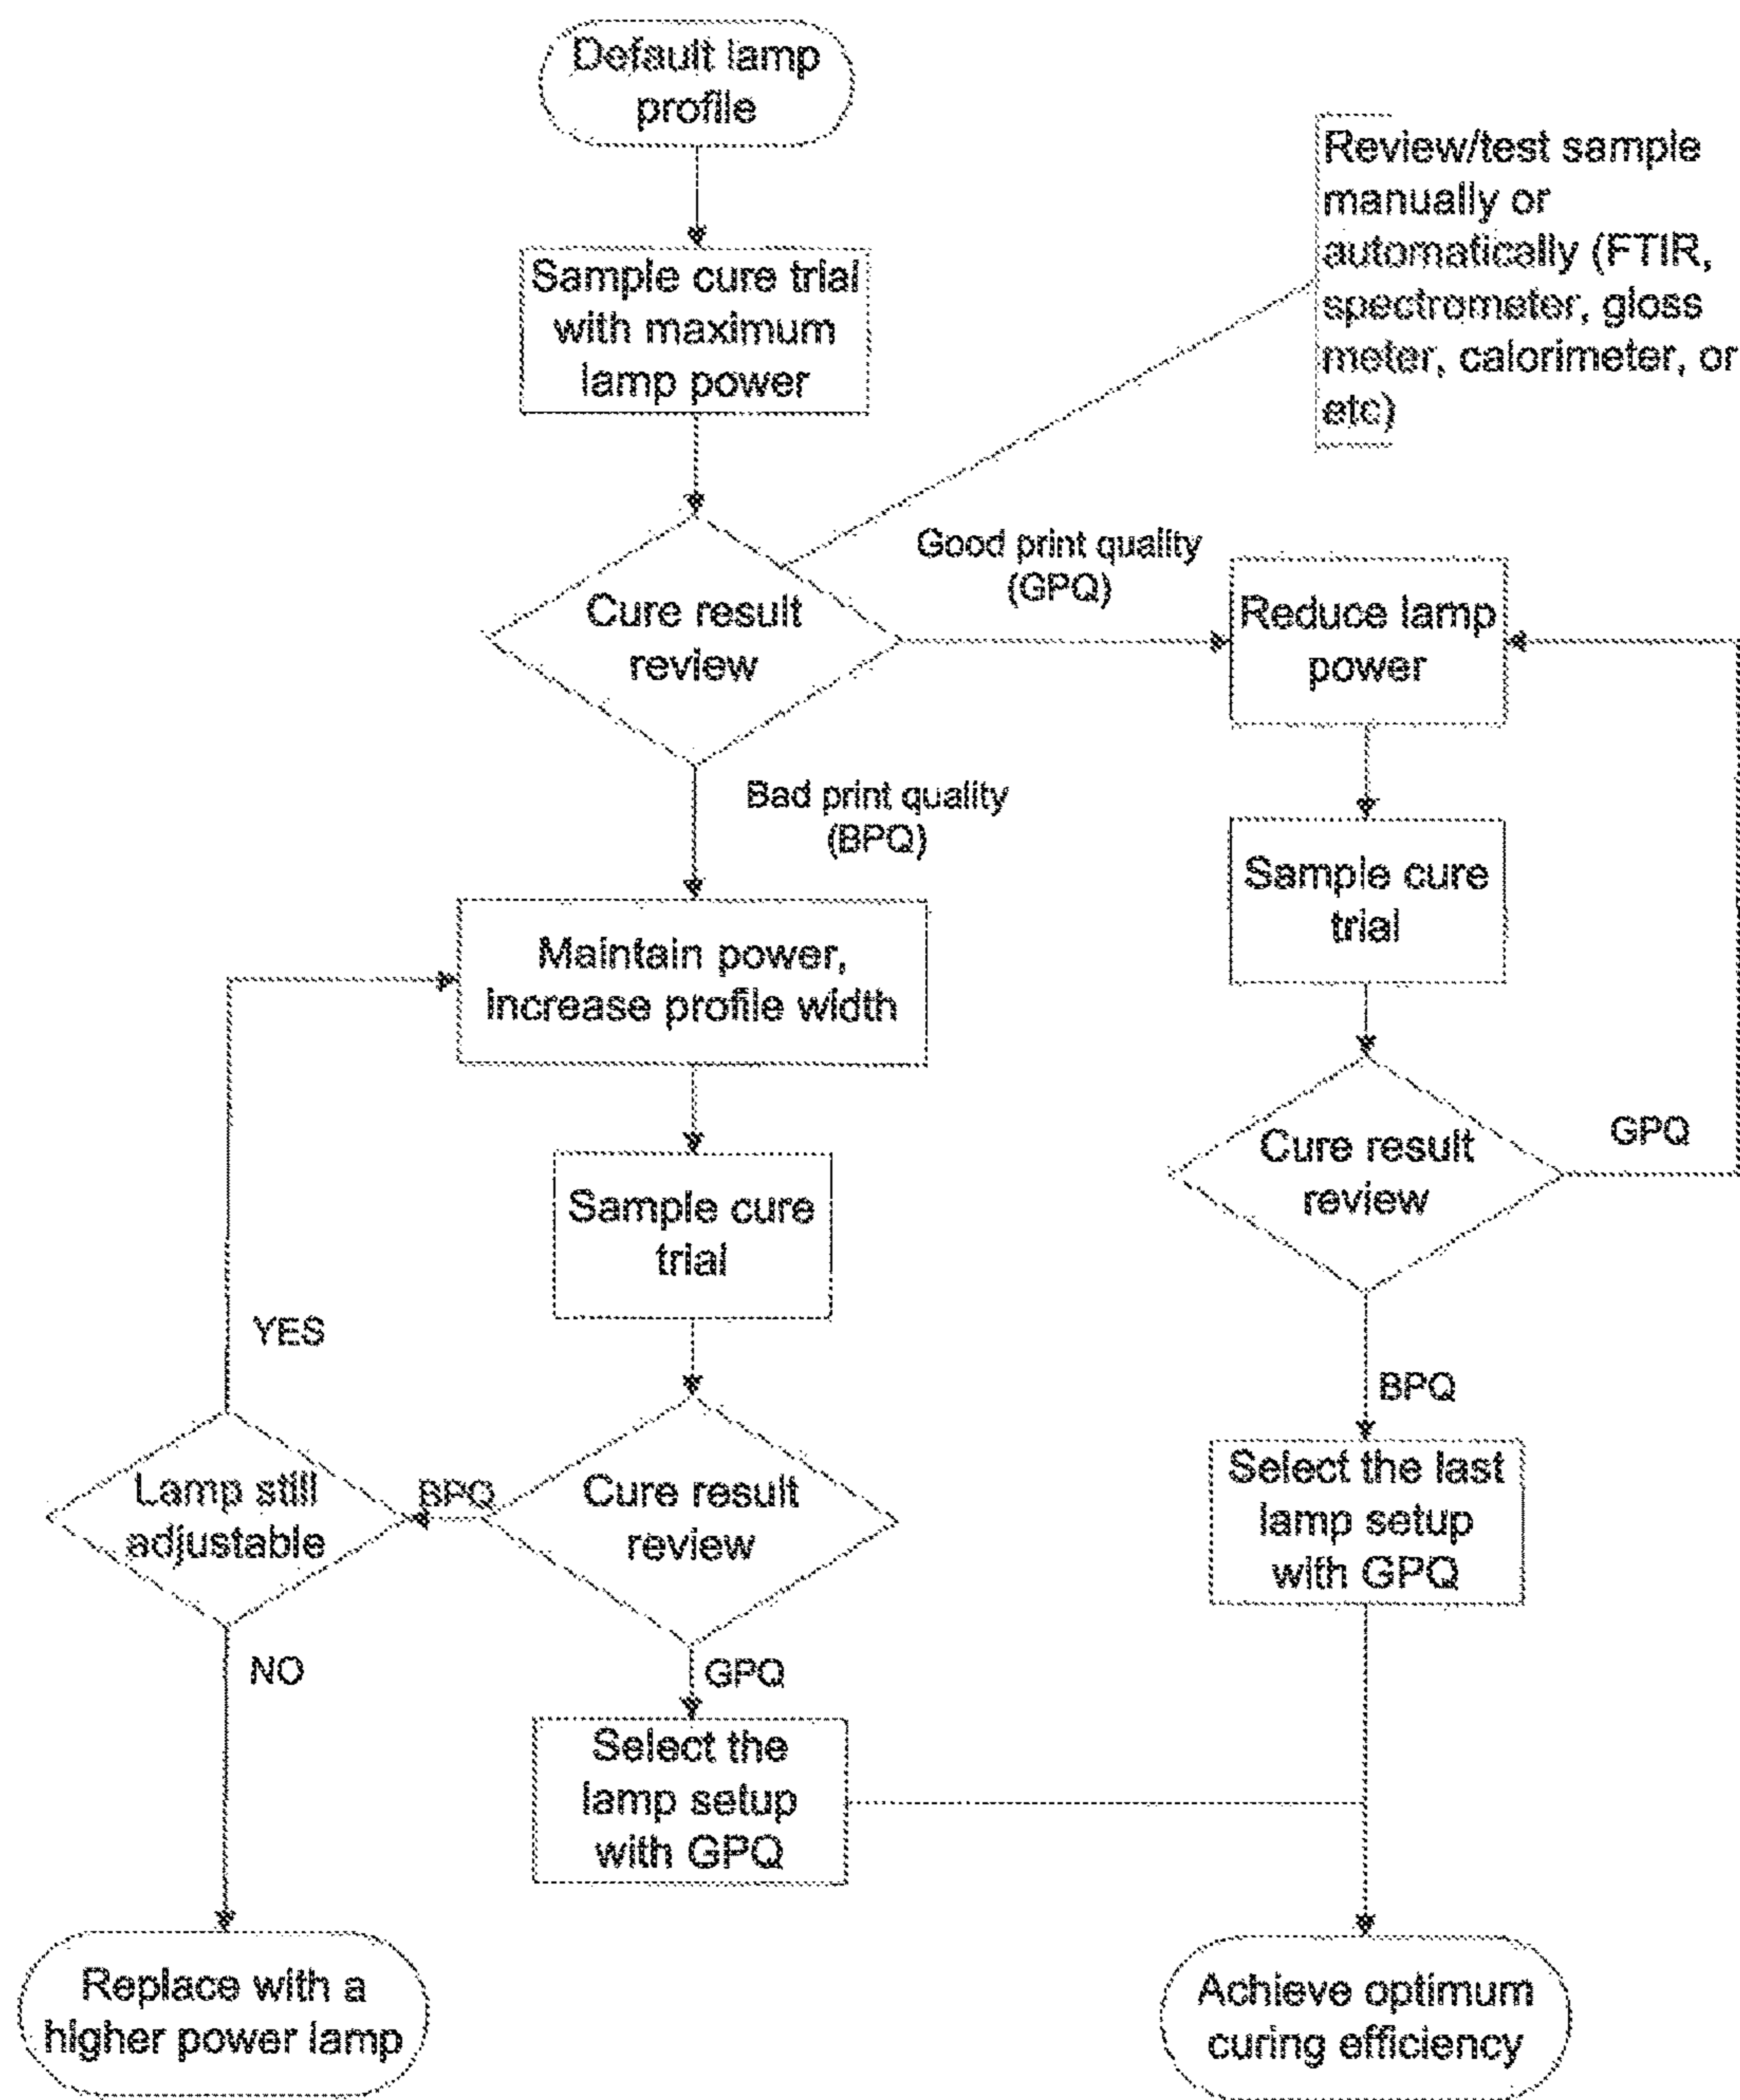 Default lamp
profile
Review/test sample
manually or
automatically (FTIR,
spectrometer, gloss
meter, calorimeter, or
etc)
Sample cure trial
with maximum
lamp power
Good print quality
(GPQ)
Cure result
review
Reduce lamp
power
Bad print quality
(BPQ)
Sample cure
trial
Maintain power,
increase profile width
Cure result
review
GPQ
Sample cure
trial
YES
BPQ
Lamp still
adjustable
BPQ
Cure result
review
Select the last
lamp setup
with GPQ
NO
GPQ
Select the
lamp setup
with GPQ
Replace with a
higher power lamp
Achieve optimum
curing efficiency